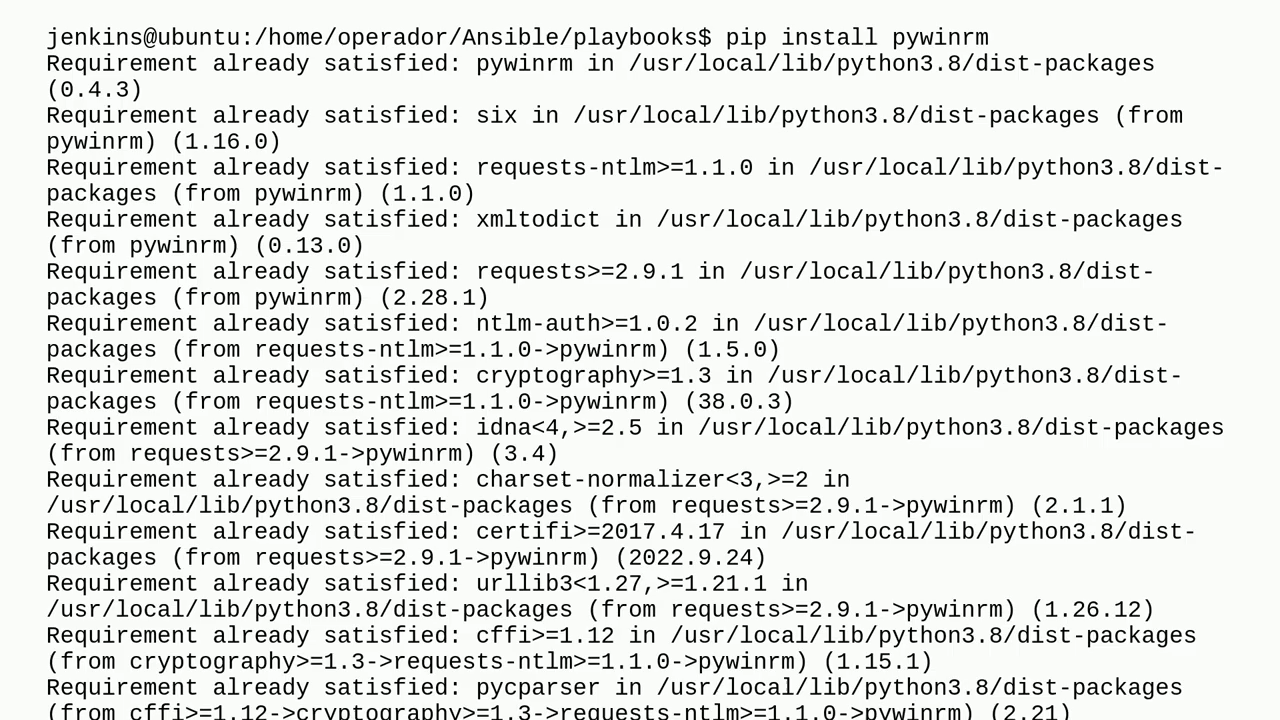 jenkins@ubuntu:/home/operador/Ansible/playbooks$ pip install pywinrm
Requirement already satisfied: pywinrm in /usr/local/lib/python3.8/dist-packages
(0.4.3)
Requirement already satisfied: six in /usr/local/lib/python3.8/dist-packages (from
pywinrm) (1.16.0)
Requirement already satisfied: requests-ntlm>=1.1.0 in /usr/local/lib/python3.8/dist-
packages (from pywinrm) (1.1.0)
Requirement already satisfied: xmltodict in /usr/local/lib/python3.8/dist-packages
(from pywinrm) (0.13.0)
Requirement already satisfied: requests>=2.9.1 in /usr/local/lib/python3.8/dist-
packages (from pywinrm) (2.28.1)
Requirement already satisfied: ntlm-auth>=1.0.2 in /usr/local/lib/python3.8/dist-
packages (from requests-ntlm>=1.1.0->pywinrm) (1.5.0)
Requirement already satisfied: cryptography>=1.3 in /usr/local/lib/python3.8/dist-
packages (from requests-ntlm>=1.1.0->pywinrm) (38.0.3)
Requirement already satisfied: idna<4,>=2.5 in /usr/local/lib/python3.8/dist-packages
(from requests>=2.9.1->pywinrm) (3.4)
Requirement already satisfied: charset-normalizer<3,>=2 in
/usr/local/lib/python3.8/dist-packages (from requests>=2.9.1->pywinrm) (2.1.1)
Requirement already satisfied: certifi>=2017.4.17 in /usr/local/lib/python3.8/dist-
packages (from requests>=2.9.1->pywinrm) (2022.9.24)
Requirement already satisfied: urllib3<1.27,>=1.21.1 in
/usr/local/lib/python3.8/dist-packages (from requests>=2.9.1->pywinrm) (1.26.12)
Requirement already satisfied: cffi>=1.12 in /usr/local/lib/python3.8/dist-packages
(from cryptography>=1.3->requests-ntlm>=1.1.0->pywinrm) (1.15.1)
Requirement already satisfied: pycparser in /usr/local/lib/python3.8/dist-packages
(from cffi>=1.12->cryptography>=1.3->requests-ntlm>=1.1.0->pywinrm) (2.21)